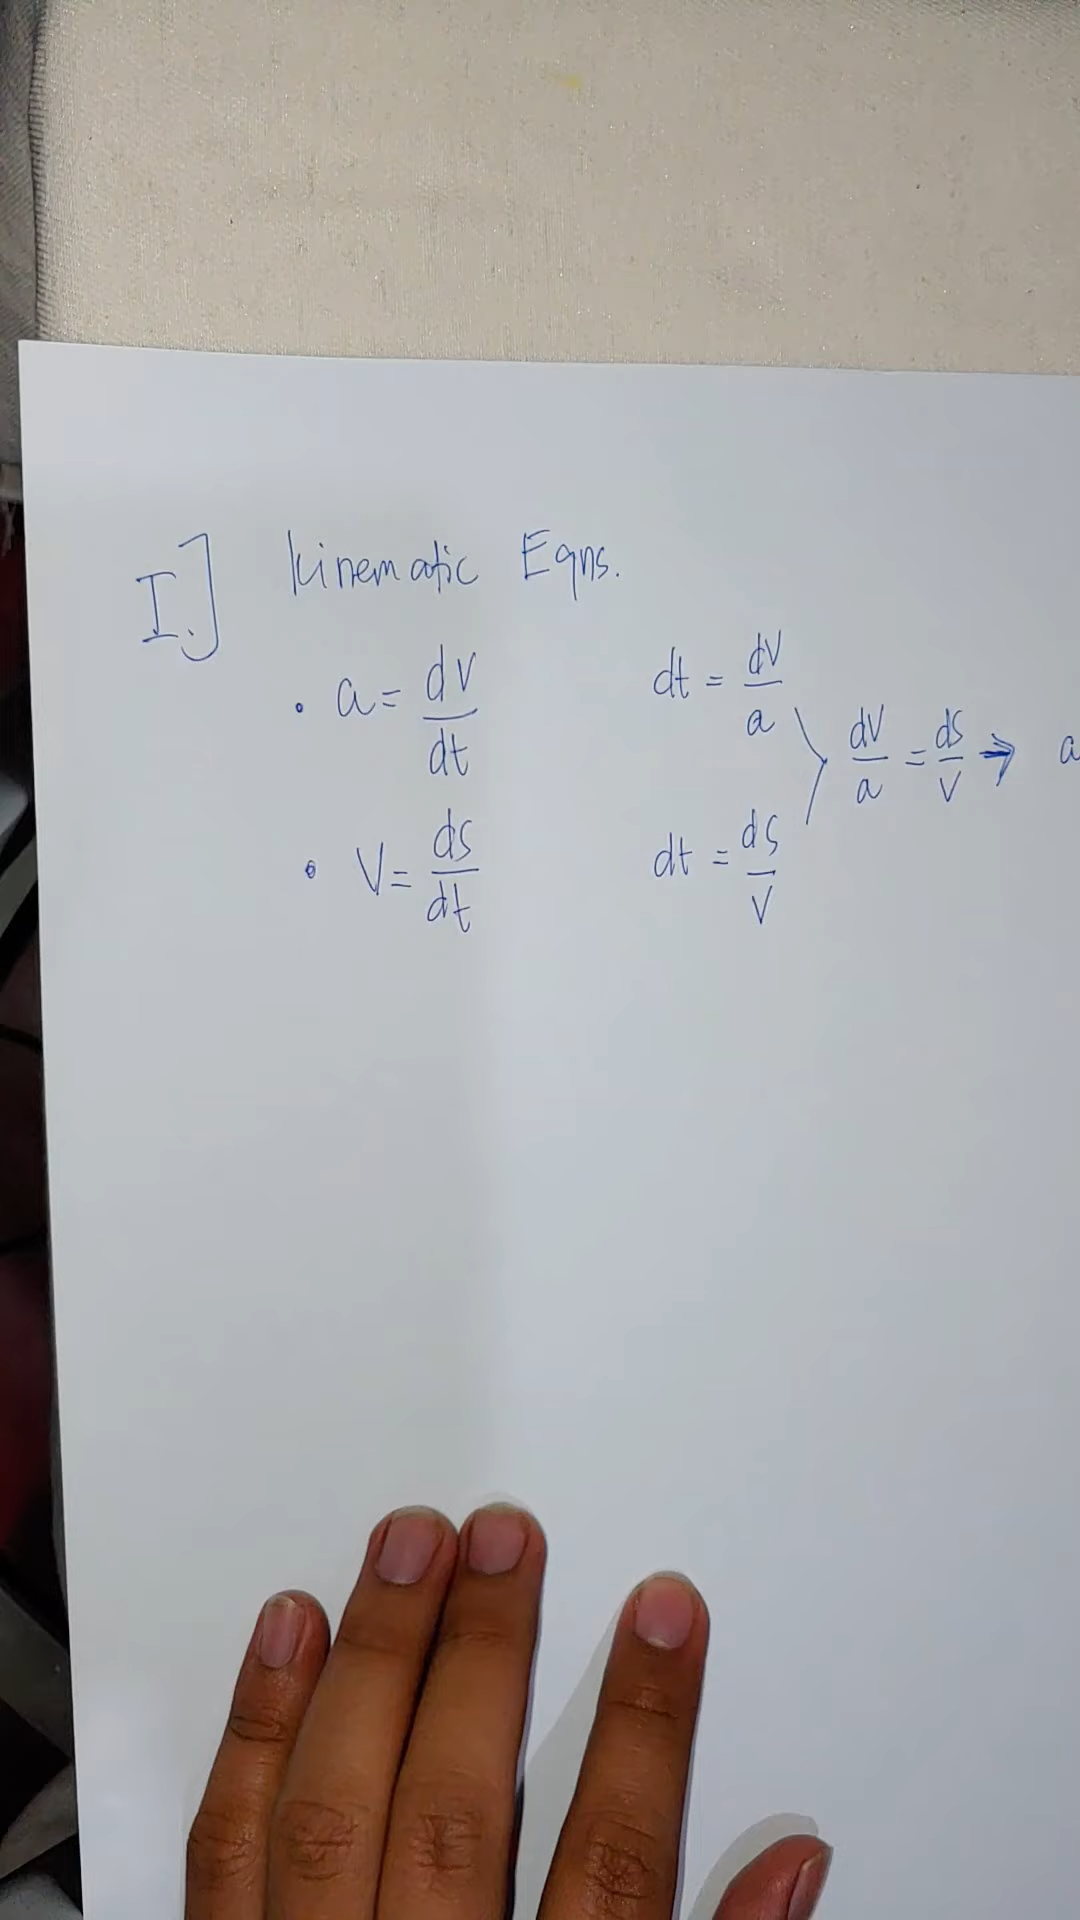 I.] Kinematic Eqns.
• a = dv/dt
dt = dv/a
dv/a = ds/v → a
• V = ds/dt
dt = ds/v